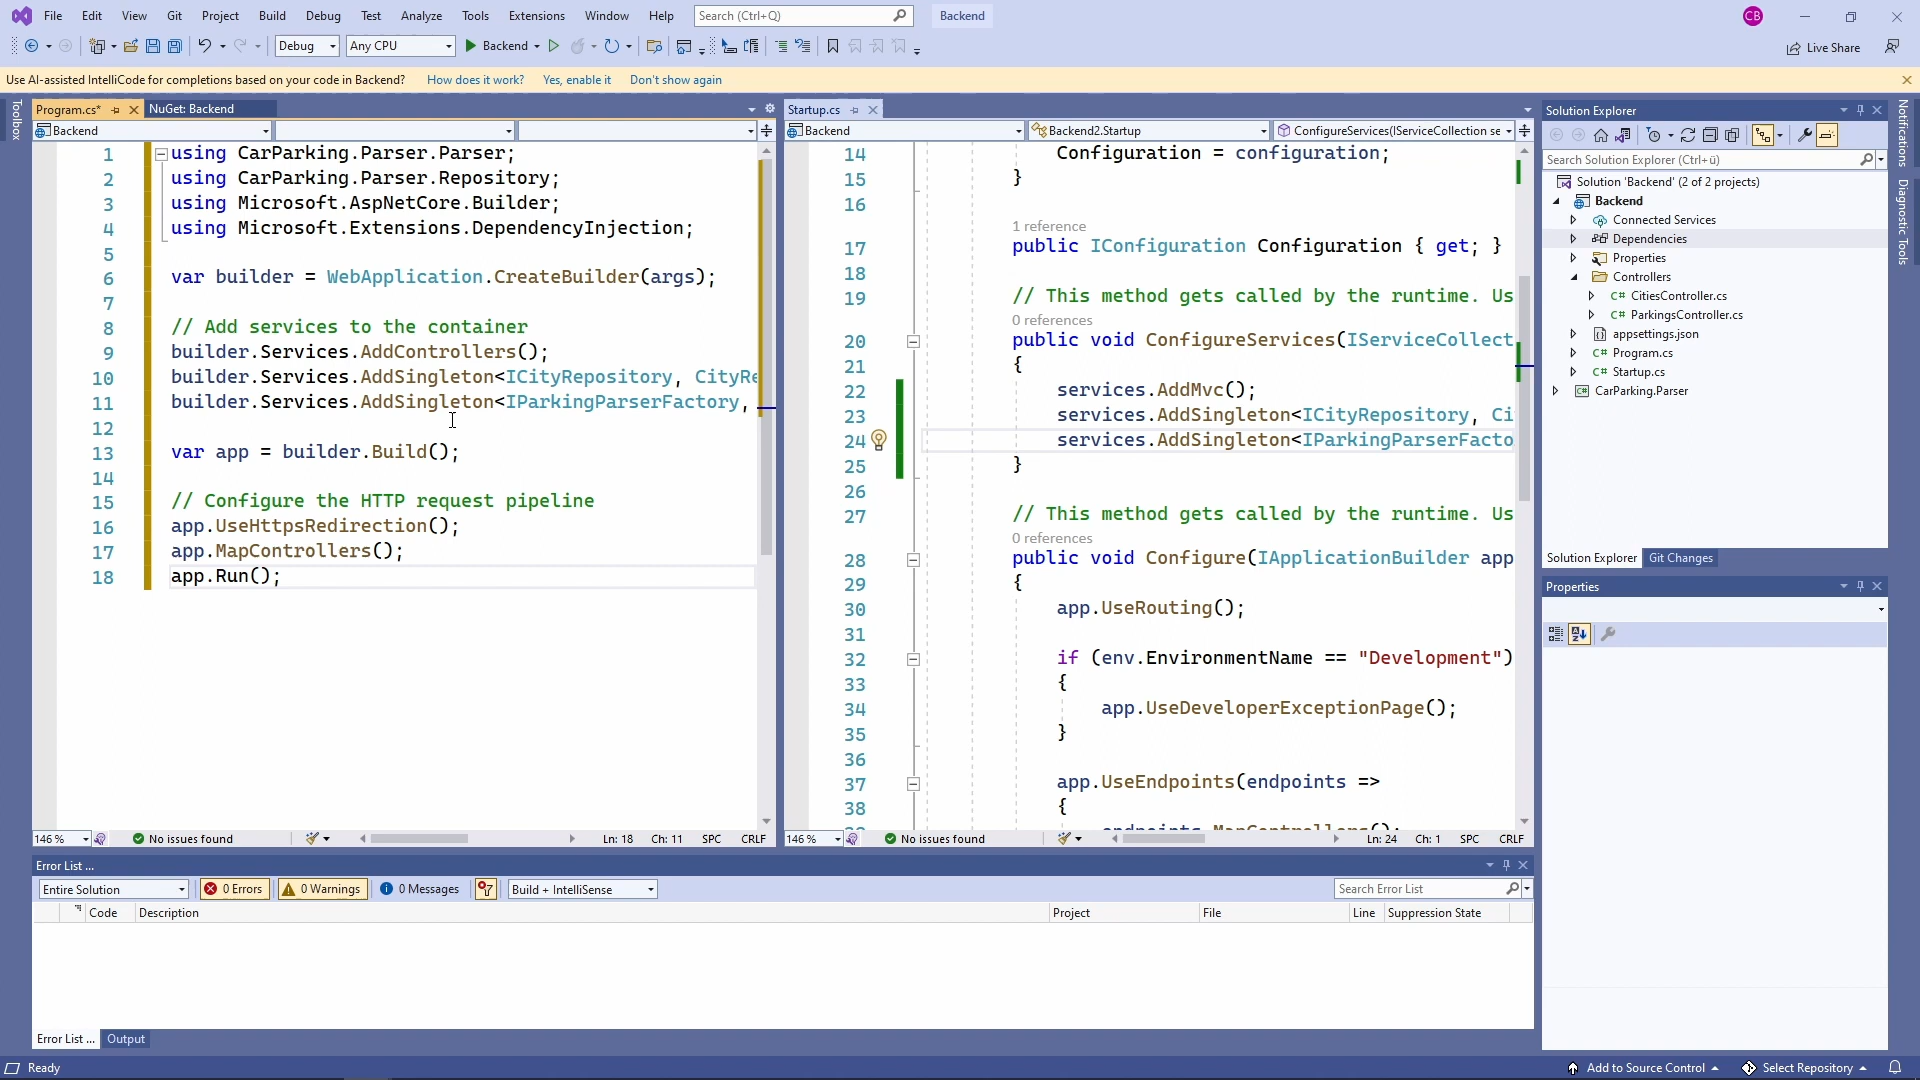 File Edit View Git Project Build Debug Test Analyze Tools Extensions Window Help Search (Ctrl+Q) Backend CB
Debug Any CPU Backend Live Share
Use AI-assisted IntelliCode for completions based on your code in Backend? How does it work? Yes, enable it Don't show again
Toolbox
Program.cs* NuGet: Backend
Backend
1 using CarParking.Parser.Parser;
2 using CarParking.Parser.Repository;
3 using Microsoft.AspNetCore.Builder;
4 using Microsoft.Extensions.DependencyInjection;
5
6 var builder = WebApplication.CreateBuilder(args);
7
8 // Add services to the container
9 builder.Services.AddControllers();
10 builder.Services.AddSingleton<ICityRepository, CityRe
11 builder.Services.AddSingleton<IParkingParserFactory,
12
13 var app = builder.Build();
14
15 // Configure the HTTP request pipeline
16 app.UseHttpsRedirection();
17 app.MapControllers();
18 app.Run();
146 % No issues found Ln: 18 Ch: 11 SPC CRLF
Startup.cs
Backend Backend2.Startup ConfigureServices(IServiceCollection se
14 Configuration = configuration;
15 }
16
1 reference
17 public IConfiguration Configuration { get; }
18
19 // This method gets called by the runtime. Us
0 references
20 public void ConfigureServices(IServiceCollect
21 {
22 services.AddMvc();
23 services.AddSingleton<ICityRepository, Ci
24 services.AddSingleton<IParkingParserFacto
25 }
26
27 // This method gets called by the runtime. Us
0 references
28 public void Configure(IApplicationBuilder app
29 {
30 app.UseRouting();
31
32 if (env.EnvironmentName == "Development")
33 {
34 app.UseDeveloperExceptionPage();
35 }
36
37 app.UseEndpoints(endpoints =>
38 {
endpoints.MapControllers();
146 % No issues found Ln: 24 Ch: 1 SPC CRLF
Solution Explorer
Search Solution Explorer (Ctrl+ü)
Solution 'Backend' (2 of 2 projects)
Backend
Connected Services
Dependencies
Properties
Controllers
C# CitiesController.cs
C# ParkingsController.cs
appsettings.json
C# Program.cs
C# Startup.cs
C# CarParking.Parser
Solution Explorer Git Changes
Properties
Notifications
Diagnostic Tools
Error List ...
Entire Solution 0 Errors 0 Warnings 0 Messages Build + IntelliSense Search Error List
Code Description Project File Line Suppression State
Error List ... Output
Ready Add to Source Control Select Repository